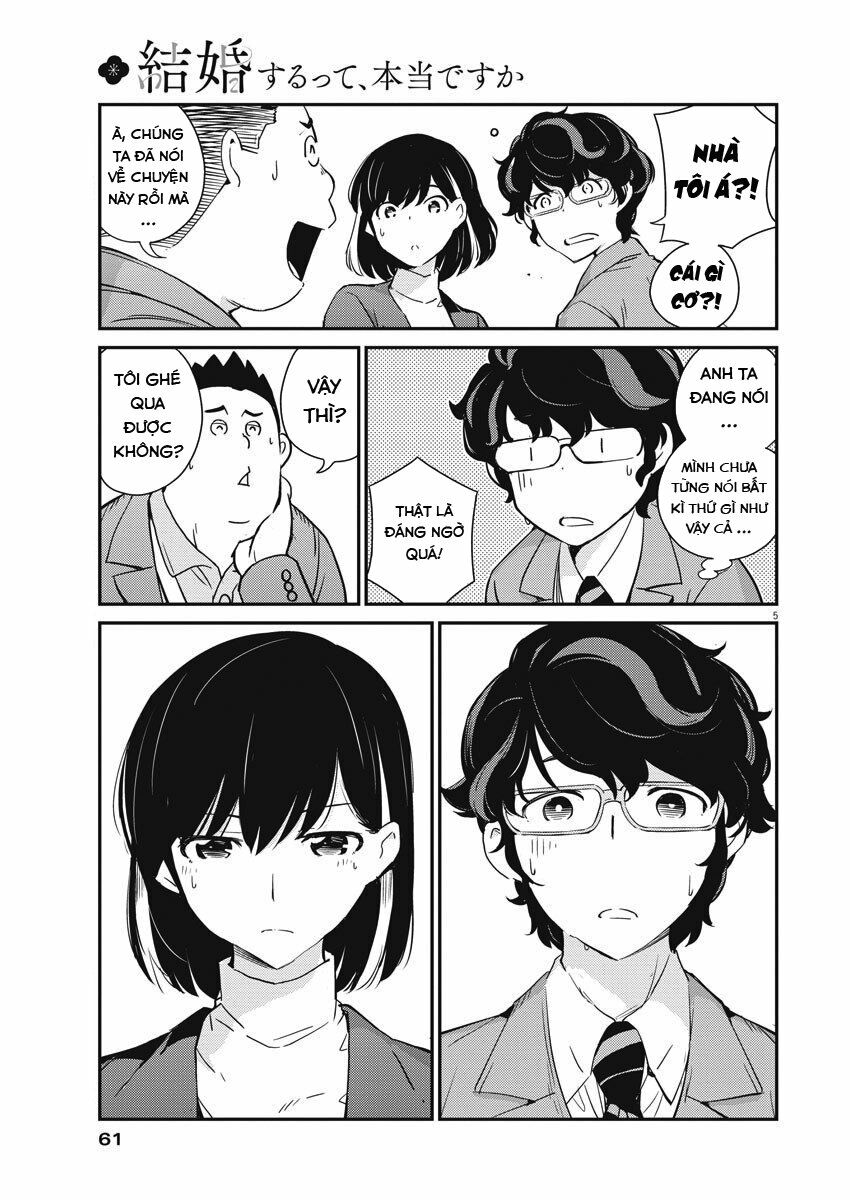 結婚するって、本当ですか
NHÀ
TÔI Á?!
CÁI GÌ
CƠ?!
À, CHÚNG
TA ĐÃ NÓI
VỀ CHUYỆN
NÀY RỒI MÀ
...
ANH TA
ĐANG NÓI
...
MÌNH CHƯA
TỪNG NÓI BẤT
KÌ THỨ GÌ NHƯ
VẬY CẢ ...
THẬT LÀ
ĐÁNG NGỜ
QUÁ!
VẬY
THÌ?
TÔI GHÉ
QUA
ĐƯỢC
KHÔNG?
5
61